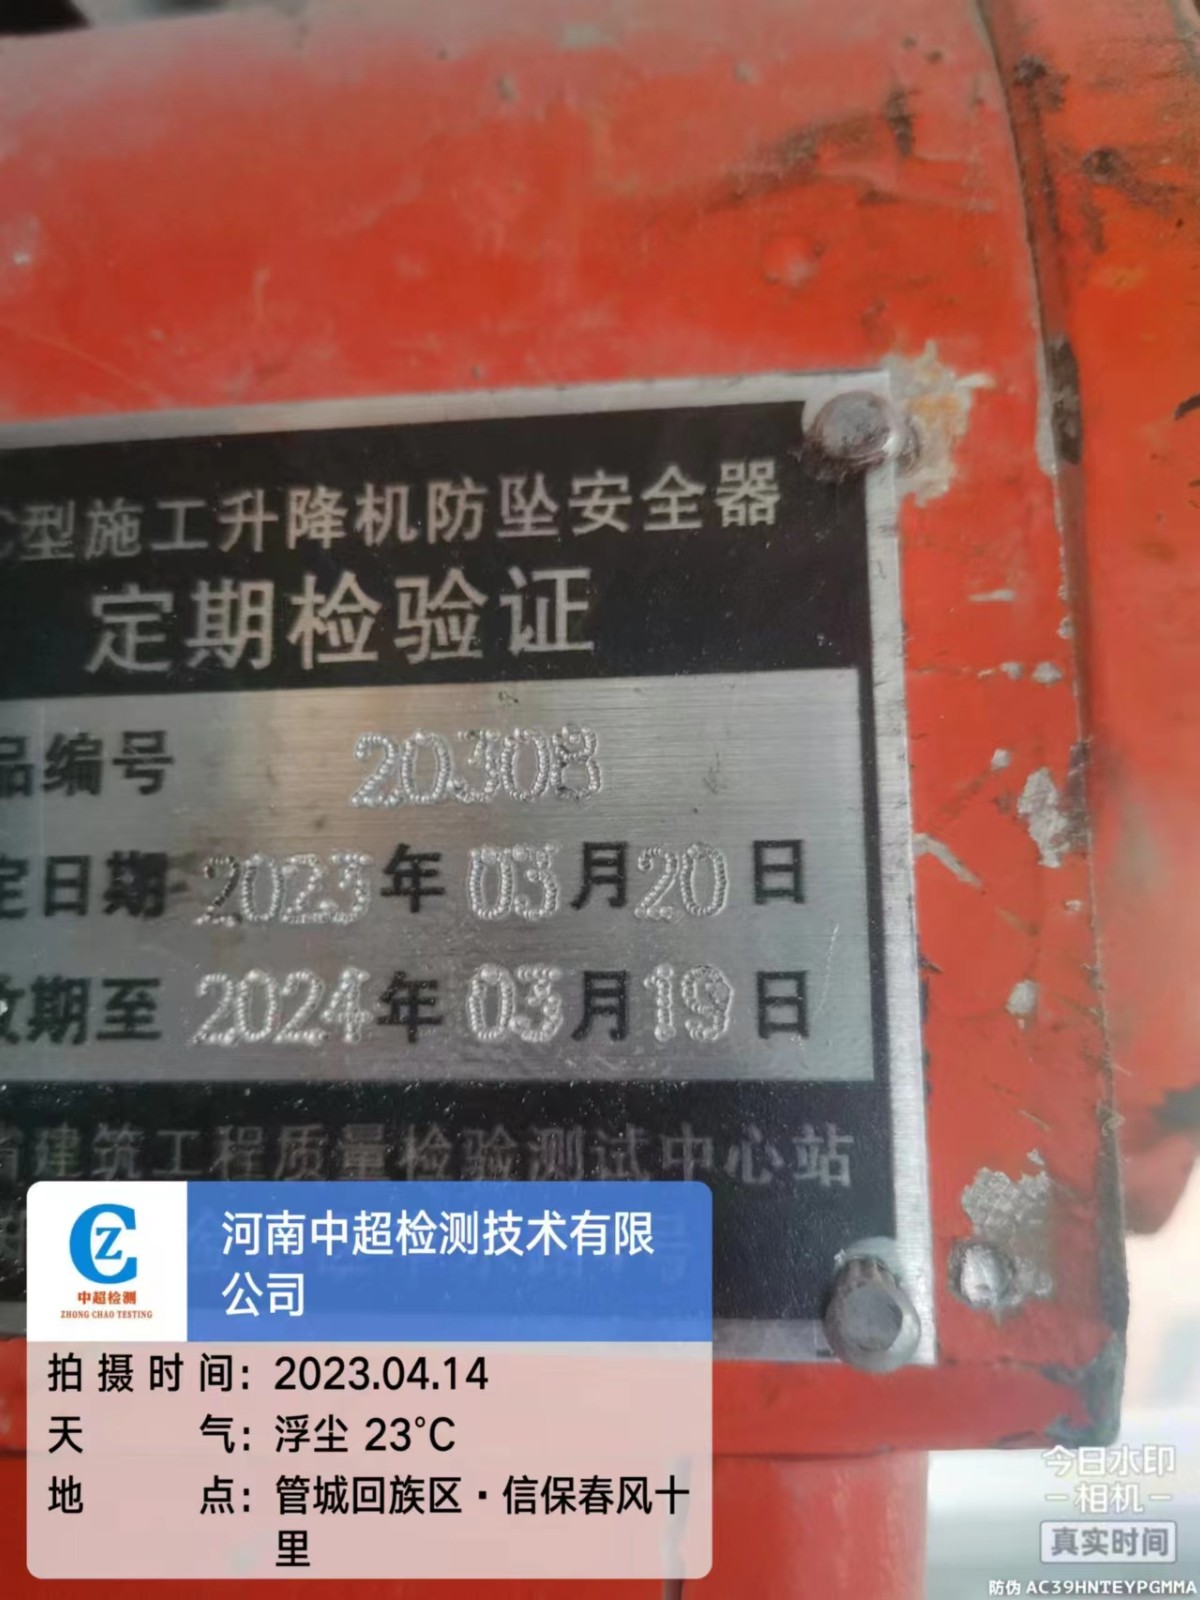 C型施工升降机防坠安全器
定期检验证
品编号 20308
定日期 2023年03月20日
效期至 2024年03月19日
省建筑工程质量检验测试中心站
CZ
中超检测
ZHONG CHAO TESTING
河南中超检测技术有限
公司
拍摄时间: 2023.04.14
天气: 浮尘 23°C
地点: 管城回族区·信保春风十
里
今日水印
相机
真实时间
防伪 AC39HNTEYPGMMA